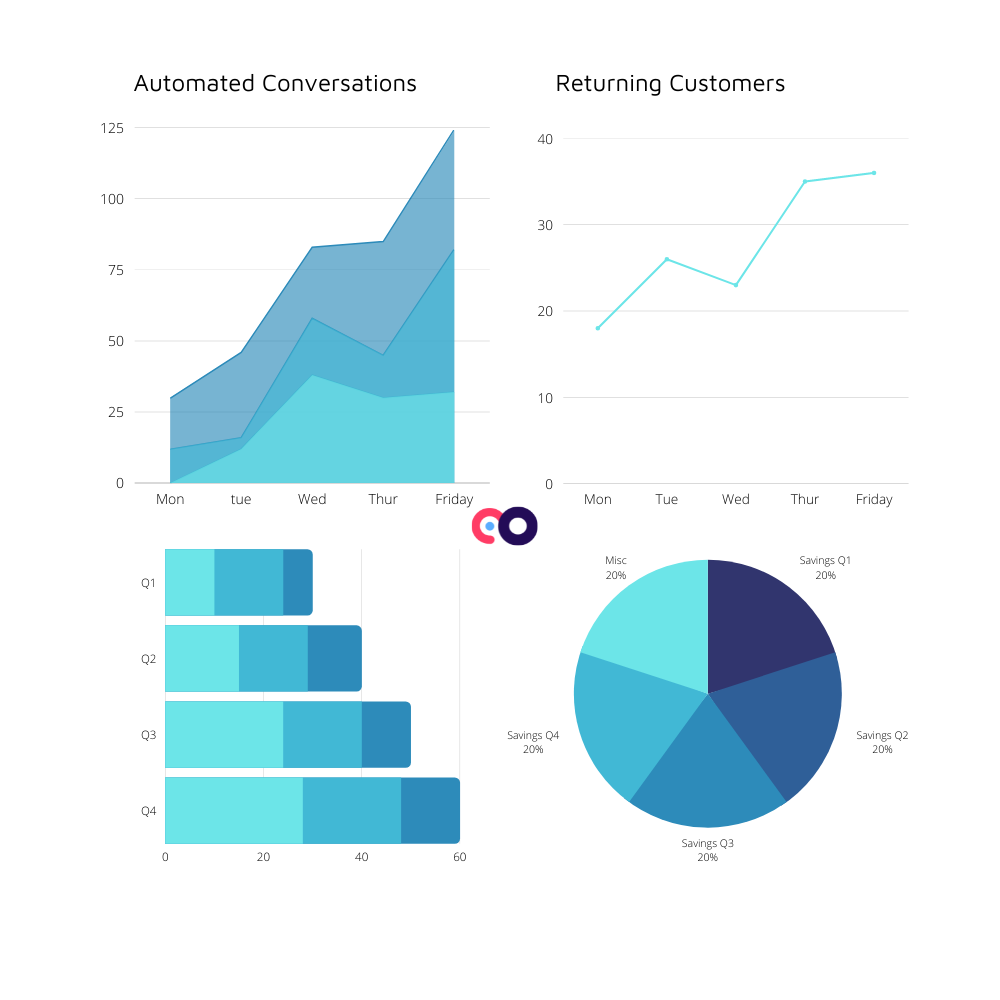 Automated Conversations
125
100
75
50
25
0
Mon tue Wed Thur Friday
Returning Customers
40
30
20
10
0
Mon Tue Wed Thur Friday
Q1
Q2
Q3
Q4
0 20 40 60
Misc
20%
Savings Q1
20%
Savings Q4
20%
Savings Q2
20%
Savings Q3
20%